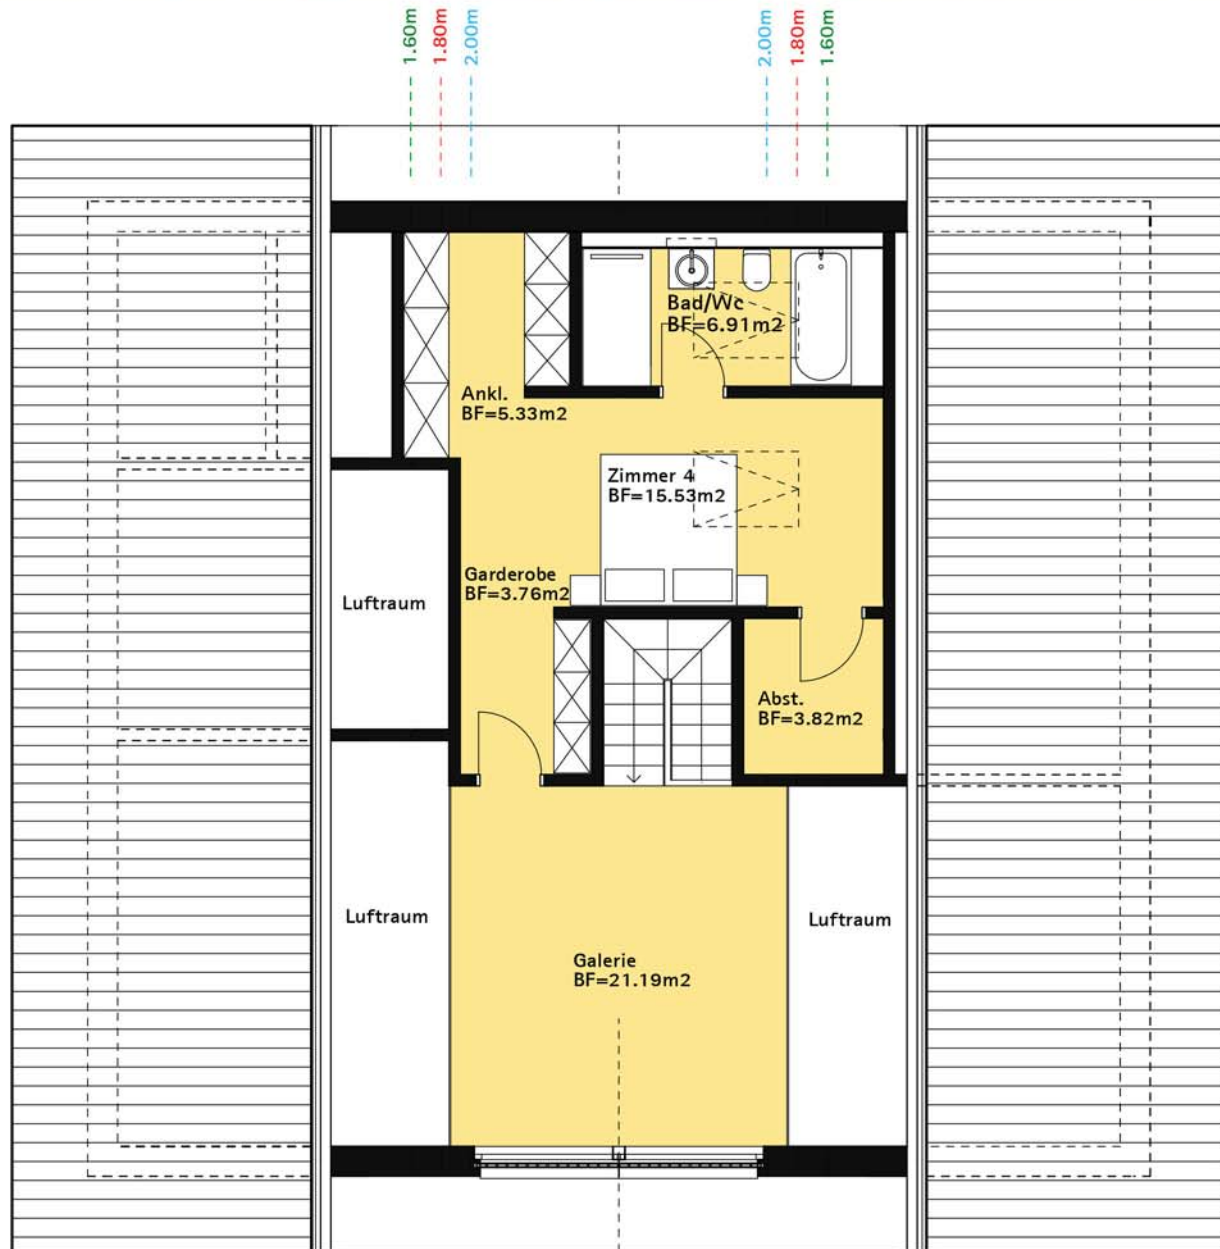 1.60m
1.80m
2.00m
2.00m
1.80m
1.60m
Bad/Wc
BF=6.91m2
Ankl.
BF=5.33m2
Zimmer 4
BF=15.53m2
Garderobe
BF=3.76m2
Luftraum
Abst.
BF=3.82m2
Luftraum
Luftraum
Galerie
BF=21.19m2